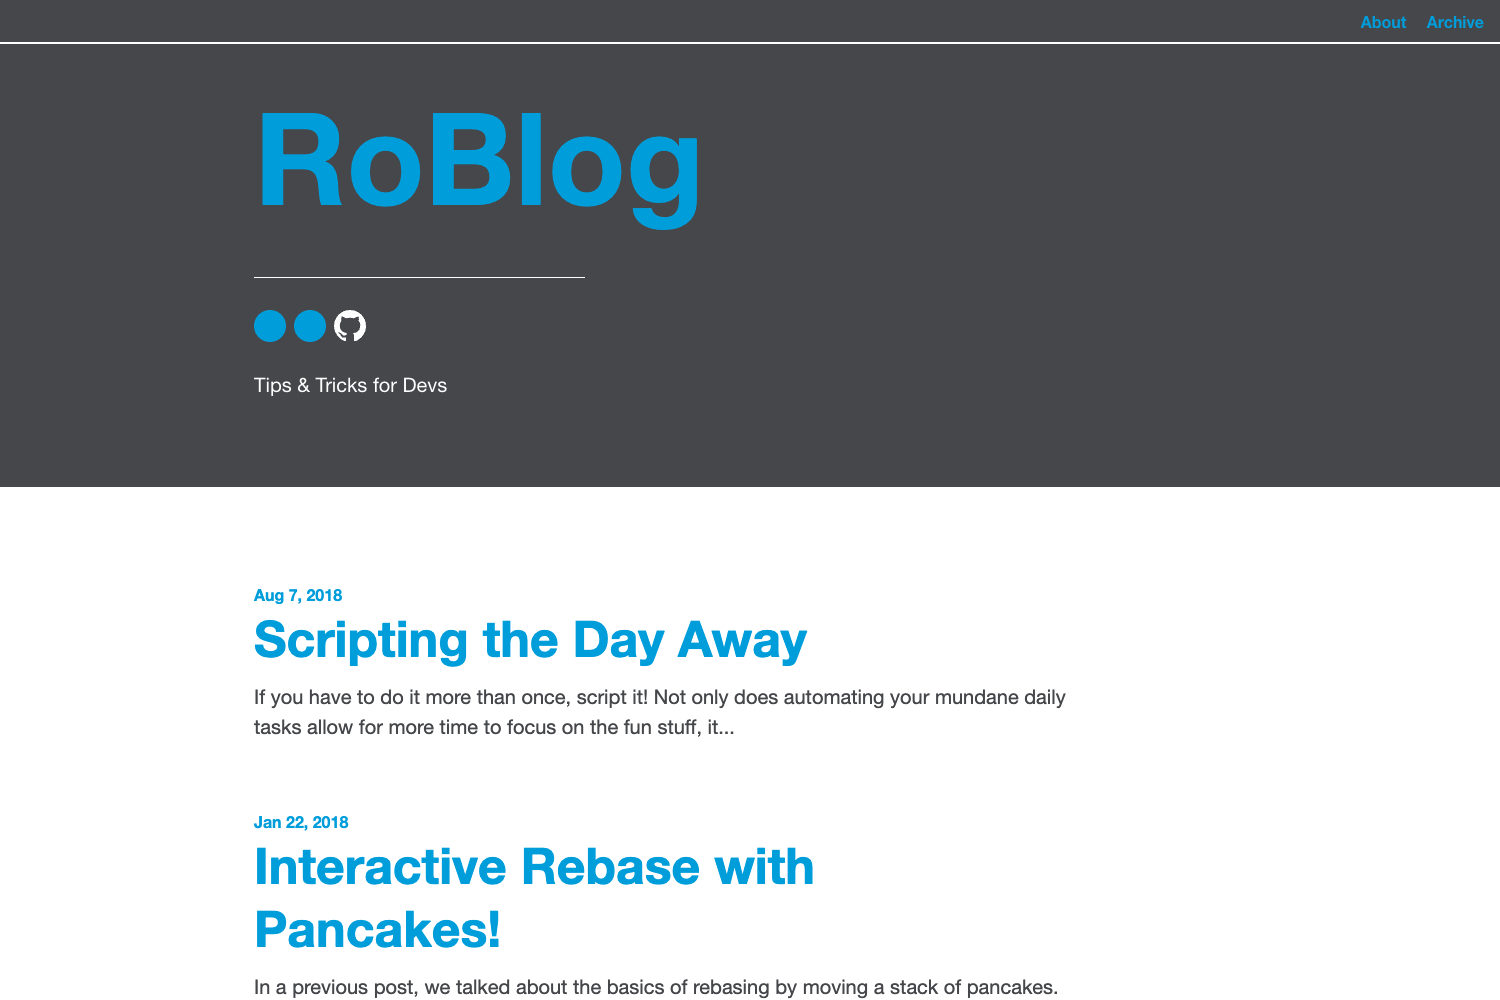 About Archive
RoBlog
Tips & Tricks for Devs
Aug 7, 2018
Scripting the Day Away
If you have to do it more than once, script it! Not only does automating your mundane daily
tasks allow for more time to focus on the fun stuff, it...
Jan 22, 2018
Interactive Rebase with
Pancakes!
In a previous post, we talked about the basics of rebasing by moving a stack of pancakes.